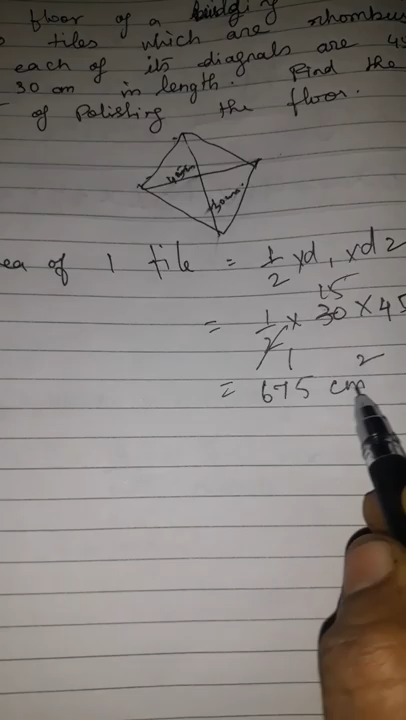 floor of a building
tiles which are rhombus
each of its diagnals are 45
30 cm in length. Find the
of Polishing the floor.
45cm
30cm
ea of 1 tile = 1/2 x d1 x d2
= 1/2 x 30 x 45
15
1
= 675 cm2